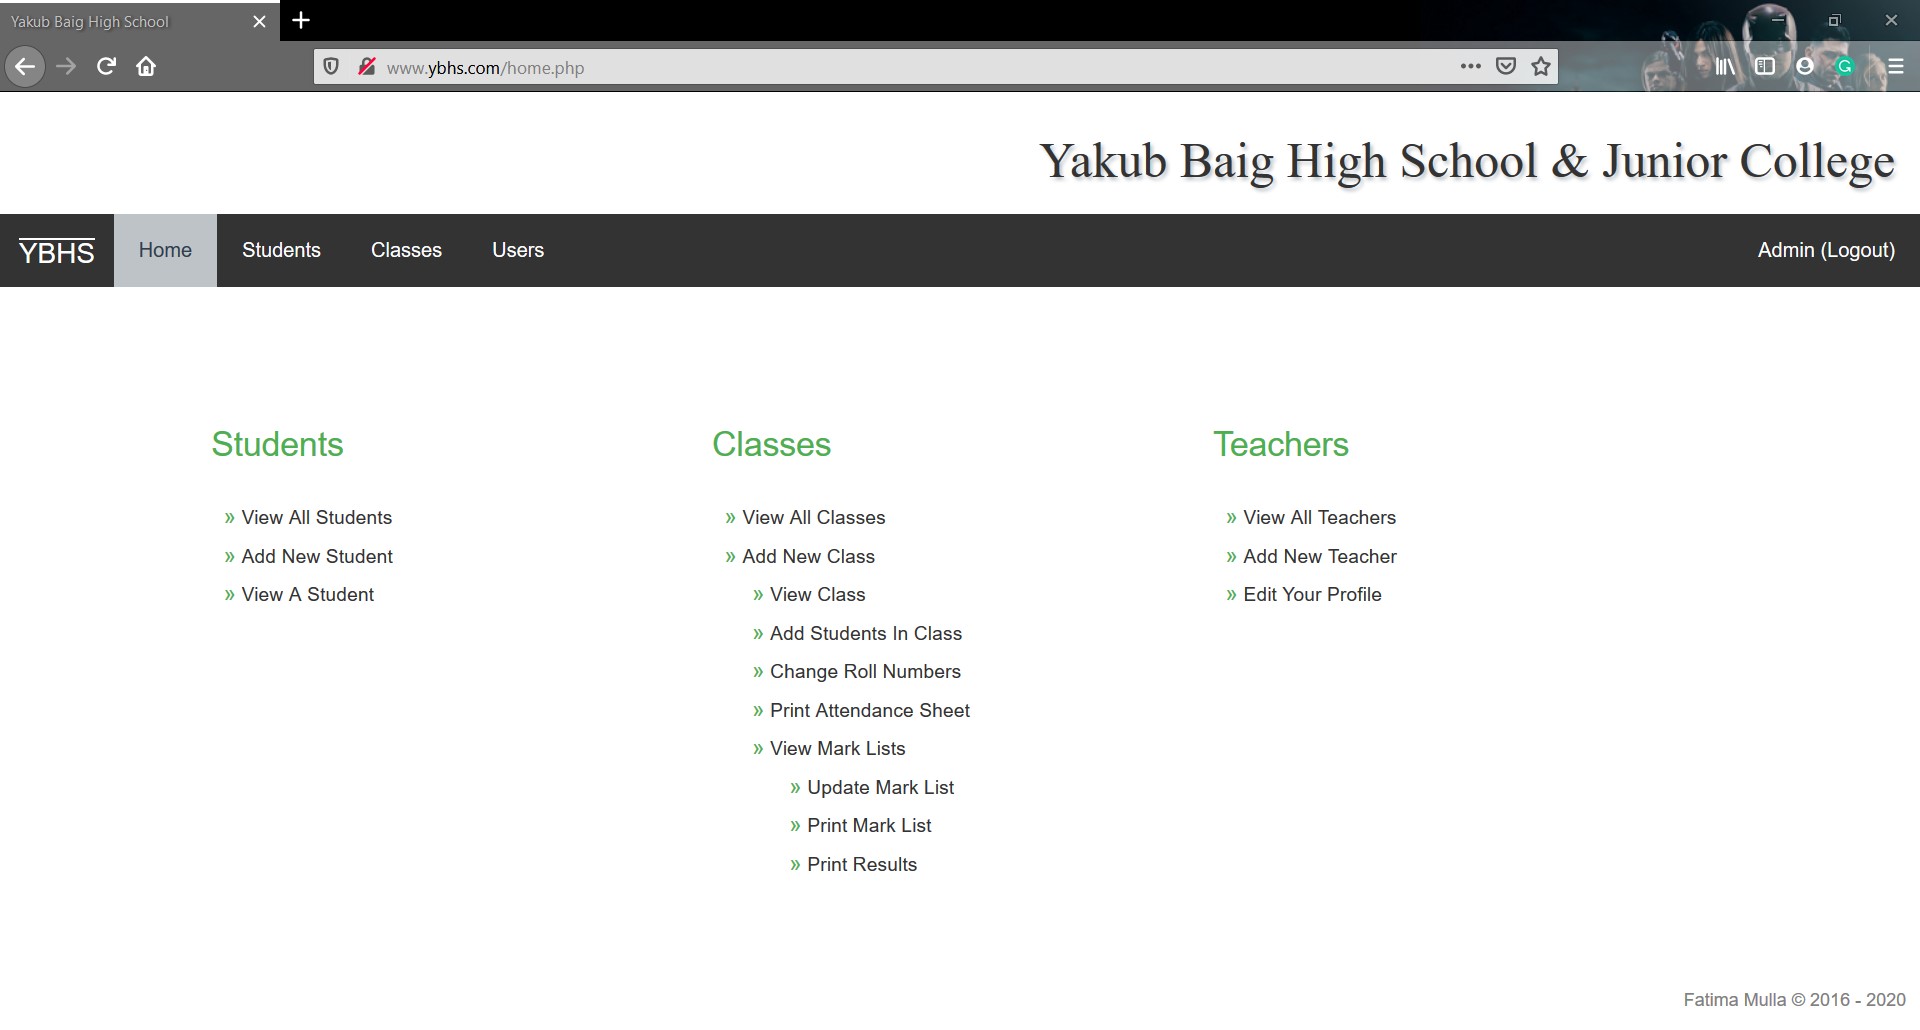 Yakub Baig High School
www.ybhs.com/home.php
Yakub Baig High School & Junior College
YBHS Home Students Classes Users Admin (Logout)
Students
» View All Students
» Add New Student
» View A Student
Classes
» View All Classes
» Add New Class
» View Class
» Add Students In Class
» Change Roll Numbers
» Print Attendance Sheet
» View Mark Lists
» Update Mark List
» Print Mark List
» Print Results
Teachers
» View All Teachers
» Add New Teacher
» Edit Your Profile
Fatima Mulla © 2016 - 2020